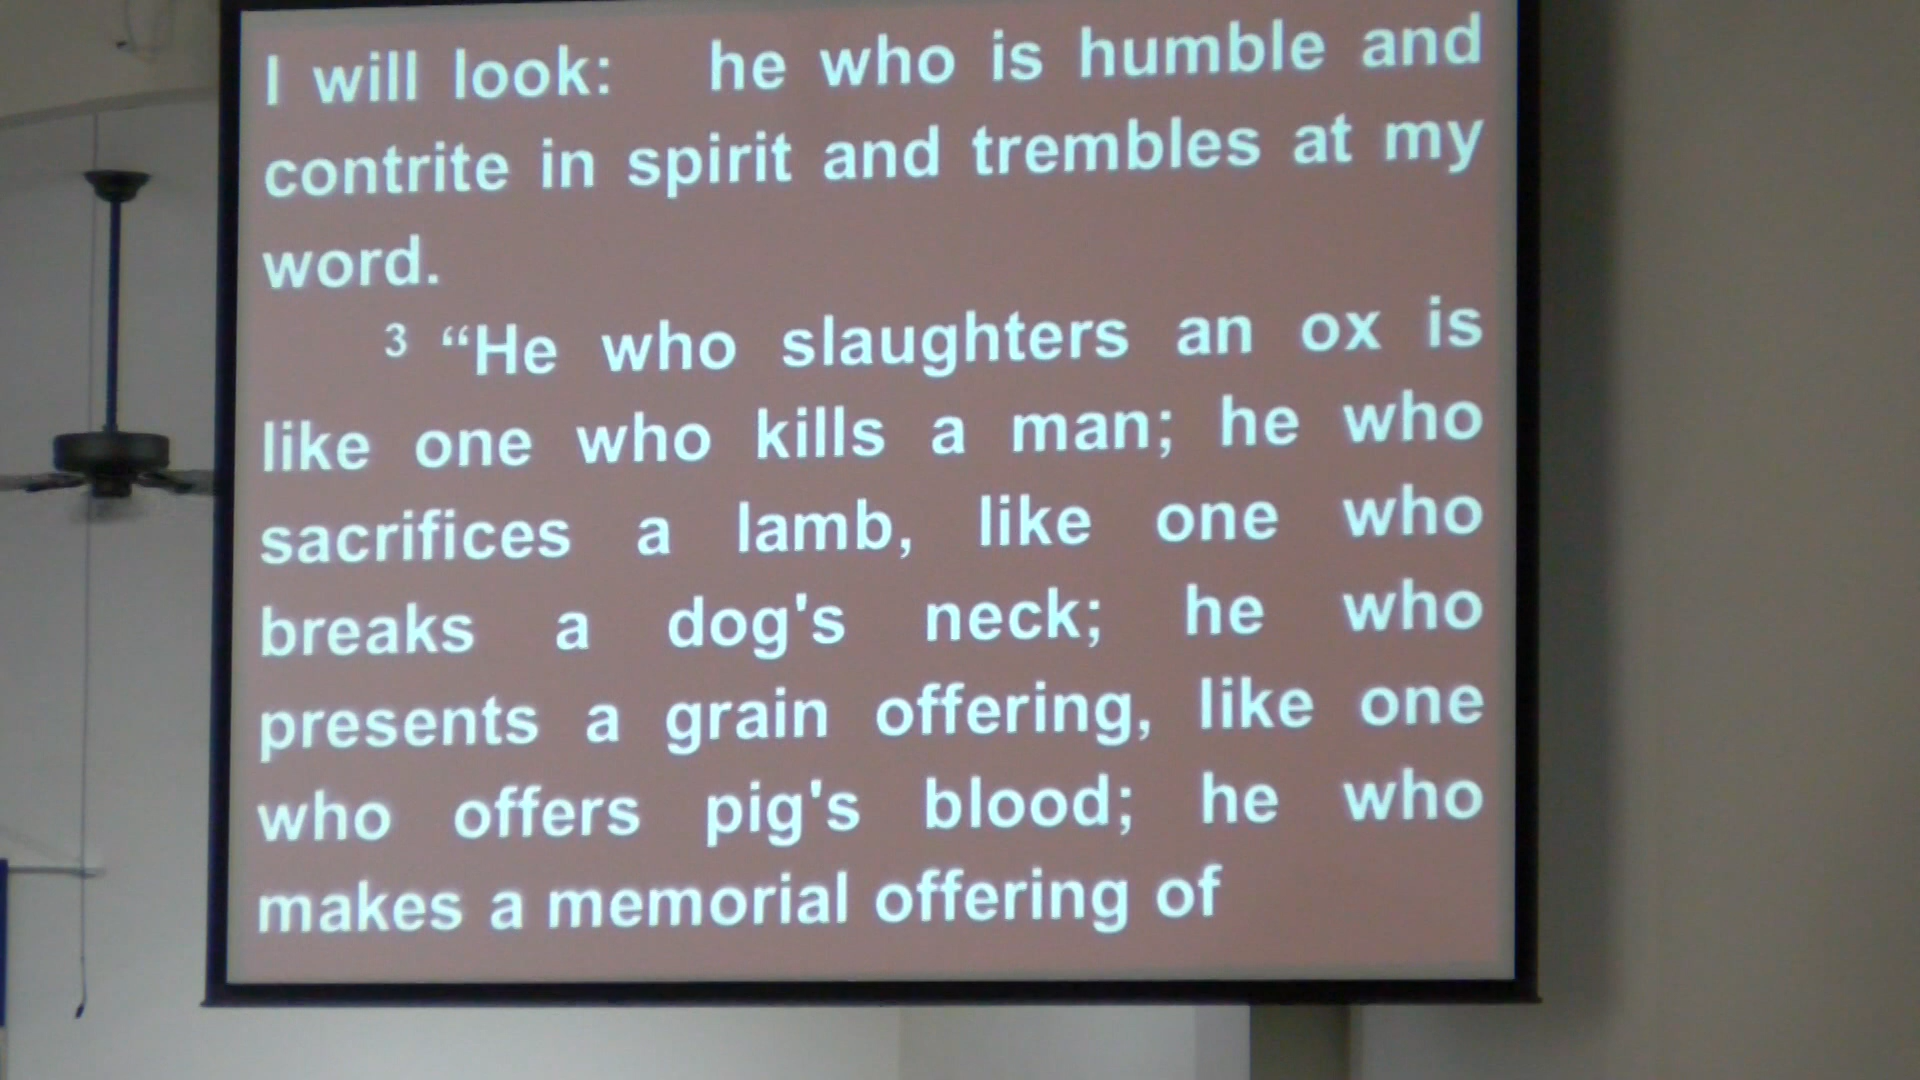 I will look: he who is humble and
contrite in spirit and trembles at my
word.
3 “He who slaughters an ox is
like one who kills a man; he who
sacrifices a lamb, like one who
breaks a dog's neck; he who
presents a grain offering, like one
who offers pig's blood; he who
makes a memorial offering of